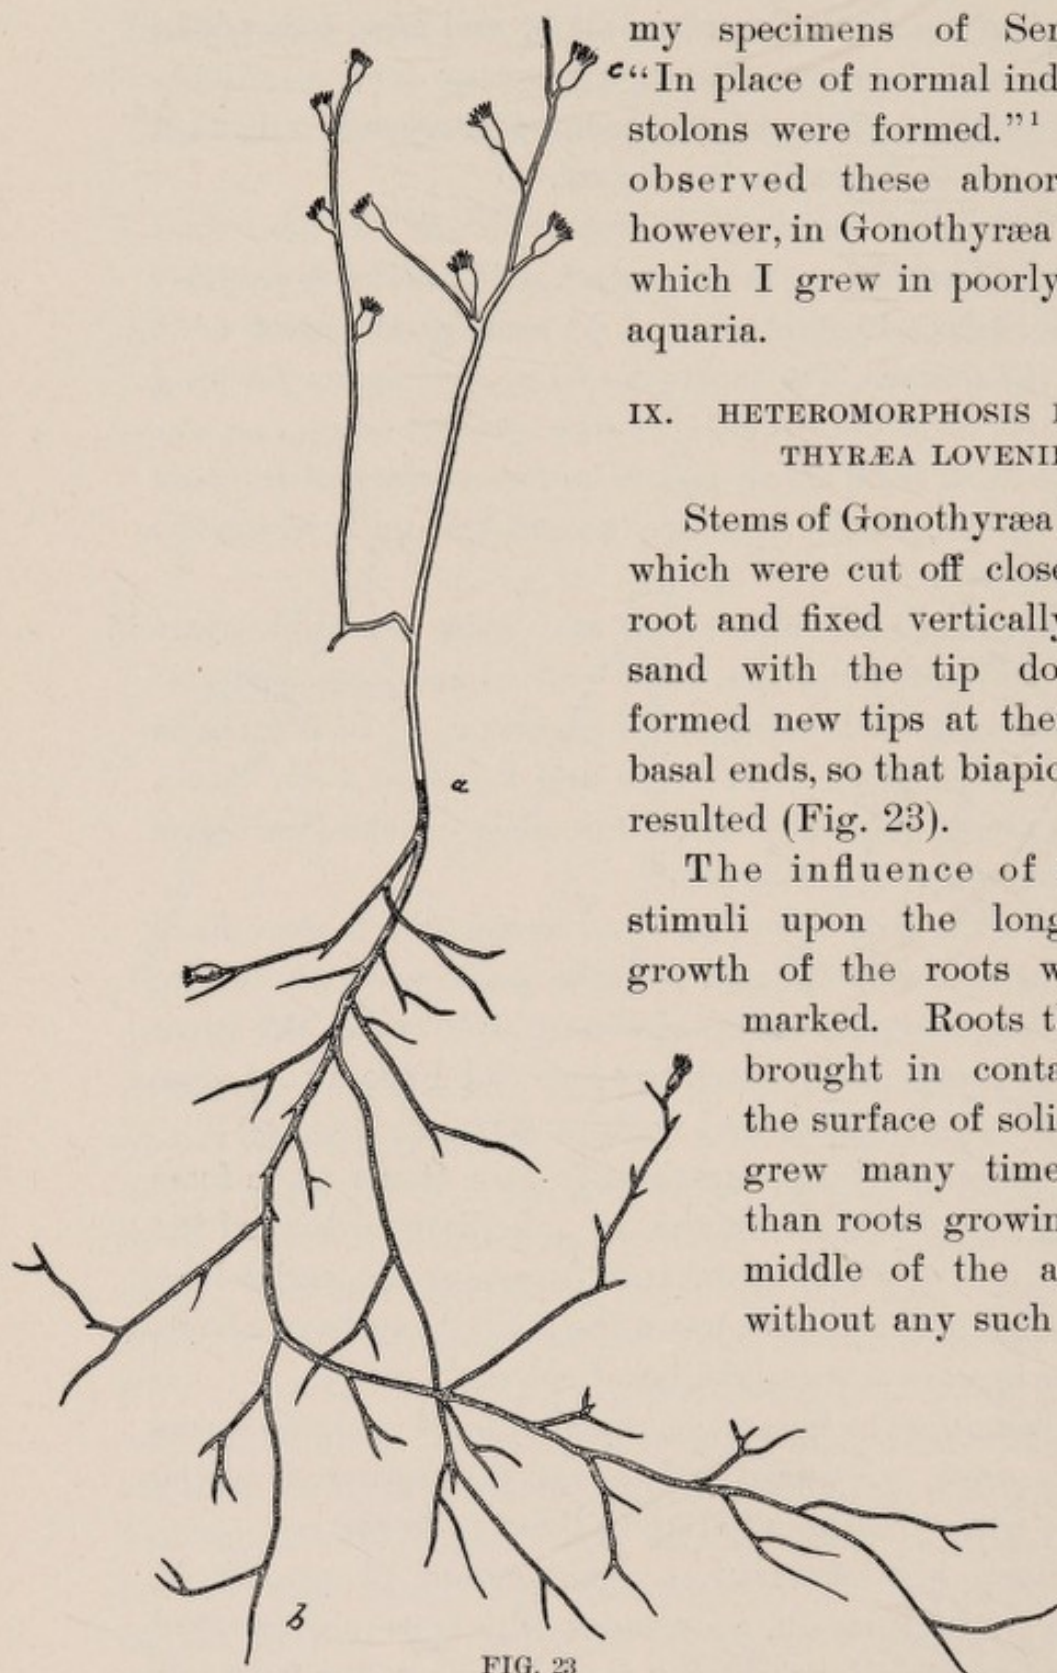 my specimens of Ser
c
“In place of normal ind
stolons were formed.”¹
observed these abnor
however, in Gonothyræa
which I grew in poorly
aquaria.
IX. HETEROMORPHOSIS I
THYRÆA LOVENII
Stems of Gonothyræa
which were cut off close
root and fixed vertically
sand with the tip do
formed new tips at the
basal ends, so that biapic
resulted (Fig. 23).
The influence of
stimuli upon the long
growth of the roots w
marked. Roots t
brought in conta
the surface of soli
grew many time
than roots growin
middle of the a
without any such
a
b
FIG. 23